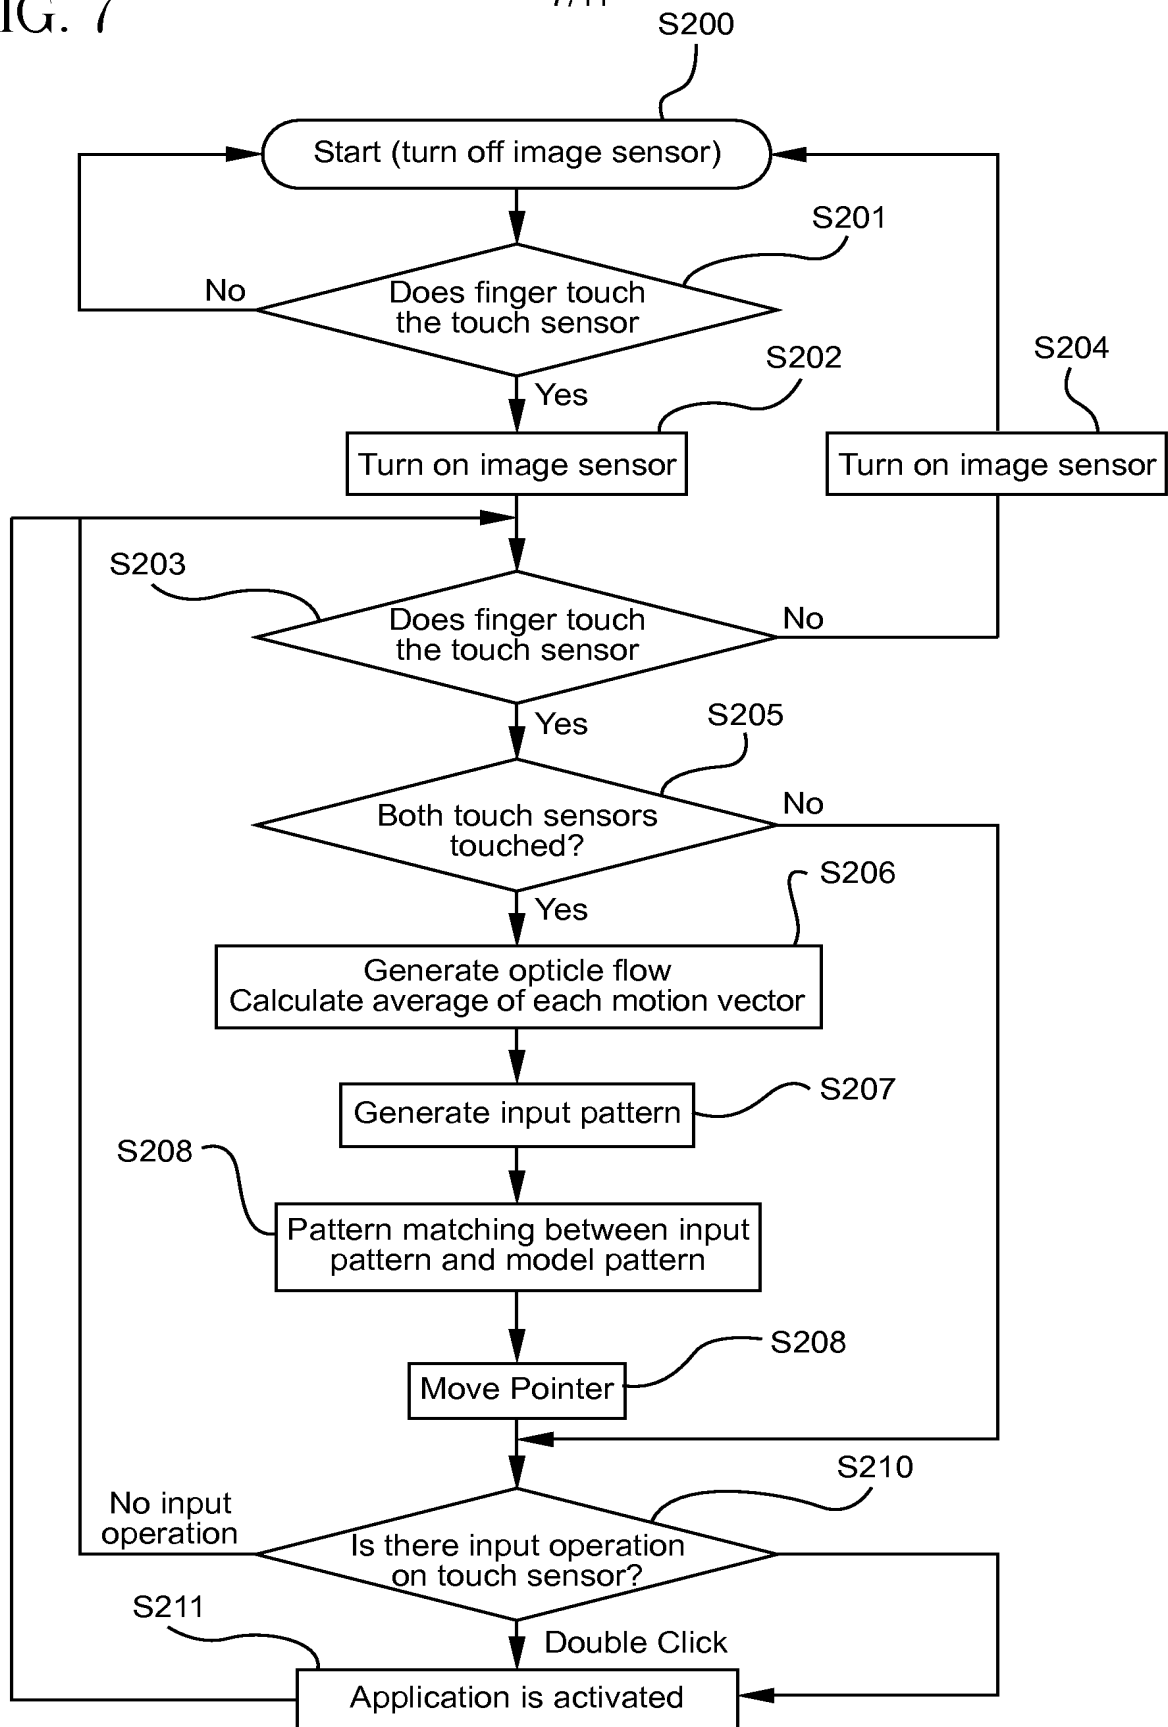 IG. 7
7/11
S200
Start (turn off image sensor)
S201
No
Does finger touch
the touch sensor
S202
S204
Yes
Turn on image sensor
Turn on image sensor
S203
Does finger touch
the touch sensor
No
Yes
S205
Both touch sensors
touched?
No
S206
Yes
Generate opticle flow
Calculate average of each motion vector
S207
Generate input pattern
S208
Pattern matching between input
pattern and model pattern
S208
Move Pointer
S210
No input
operation
Is there input operation
on touch sensor?
S211
Double Click
Application is activated